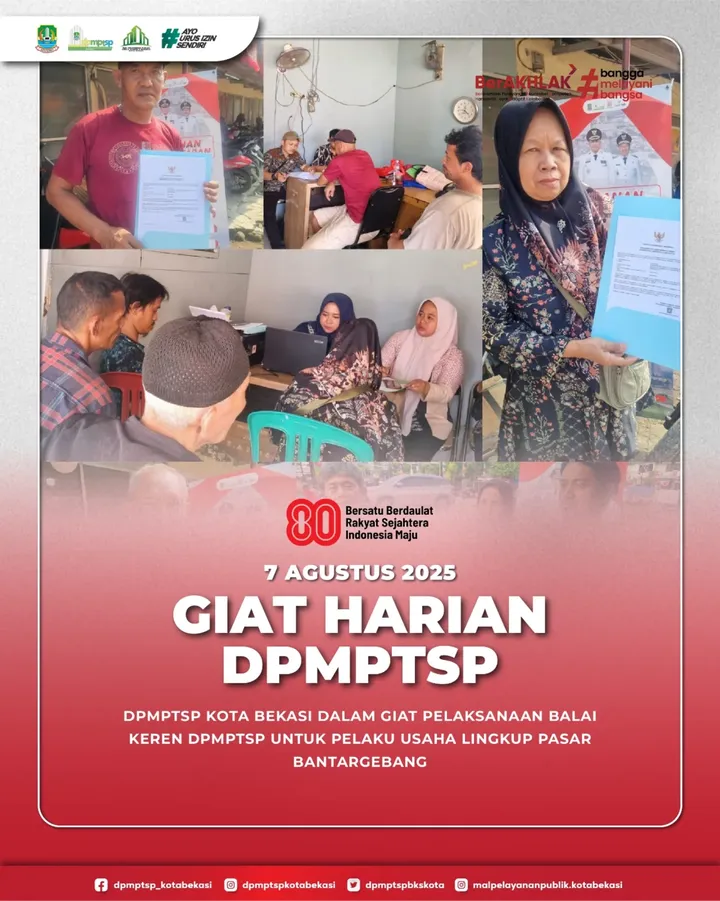 dpmptsp
#AYO
URUS IZIN
SENDIRI
BerAKHLAK
#bangga
melayani
bangsa
80
Bersatu Berdaulat
Rakyat Sejahtera
Indonesia Maju
7 AGUSTUS 2025
GIAT HARIAN
DPMPTSP
DPMPTSP KOTA BEKASI DALAM GIAT PELAKSANAAN BALAI
KEREN DPMPTSP UNTUK PELAKU USAHA LINGKUP PASAR
BANTARGEBANG
dpmptsp_kotabekasi dpmptspkotabekasi dpmptspbkskota malpelayananpublik.kotabekasi